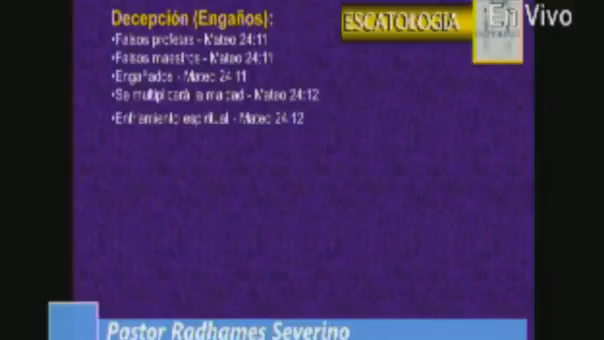 Decepción (Engaños):
ESCATOLOGIA
En Vivo
•Falsos profetas - Mateo 24:11
•Falsos maestros - Mateo 24:11
•Engañados - Mateo 24:11
•Se multiplicará la maldad - Mateo 24:12
•Enfriamiento espiritual - Mateo 24:12
Pastor Radhames Severino